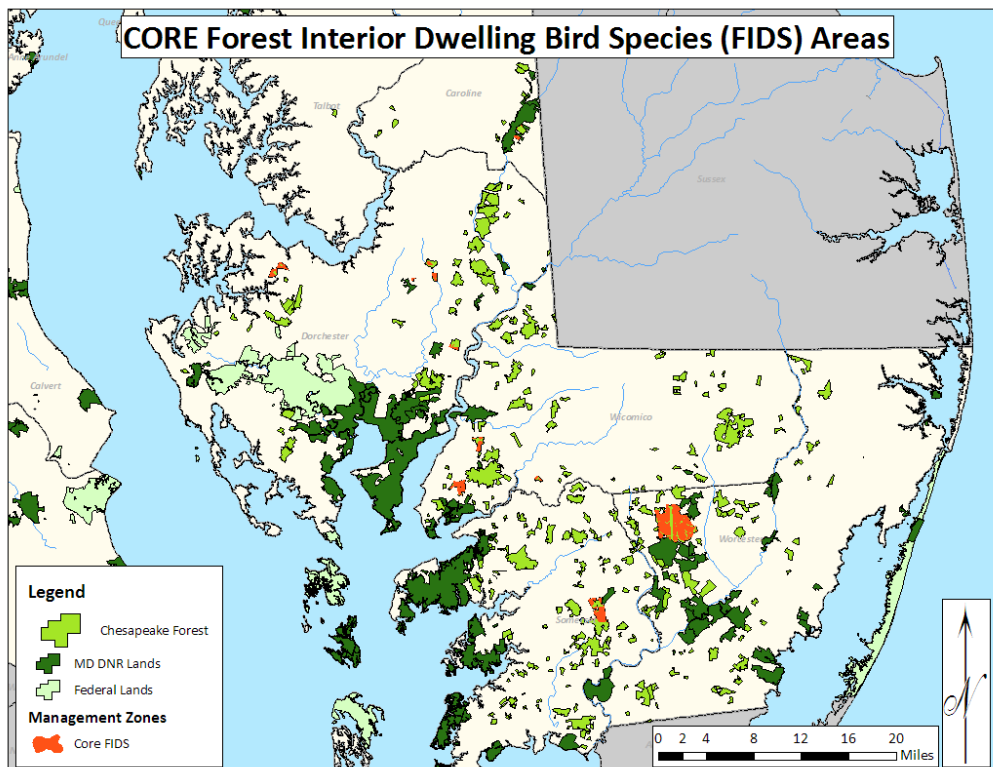 CORE Forest Interior Dwelling Bird Species (FIDS) Areas
Talbot
Caroline
Sussex
Dorchester
Calvert
Wicomico
Worcester
Legend
Chesapeake Forest
MD DNR Lands
Federal Lands
Management Zones
Core FIDS
N
0 2 4 8 12 16 20
Miles